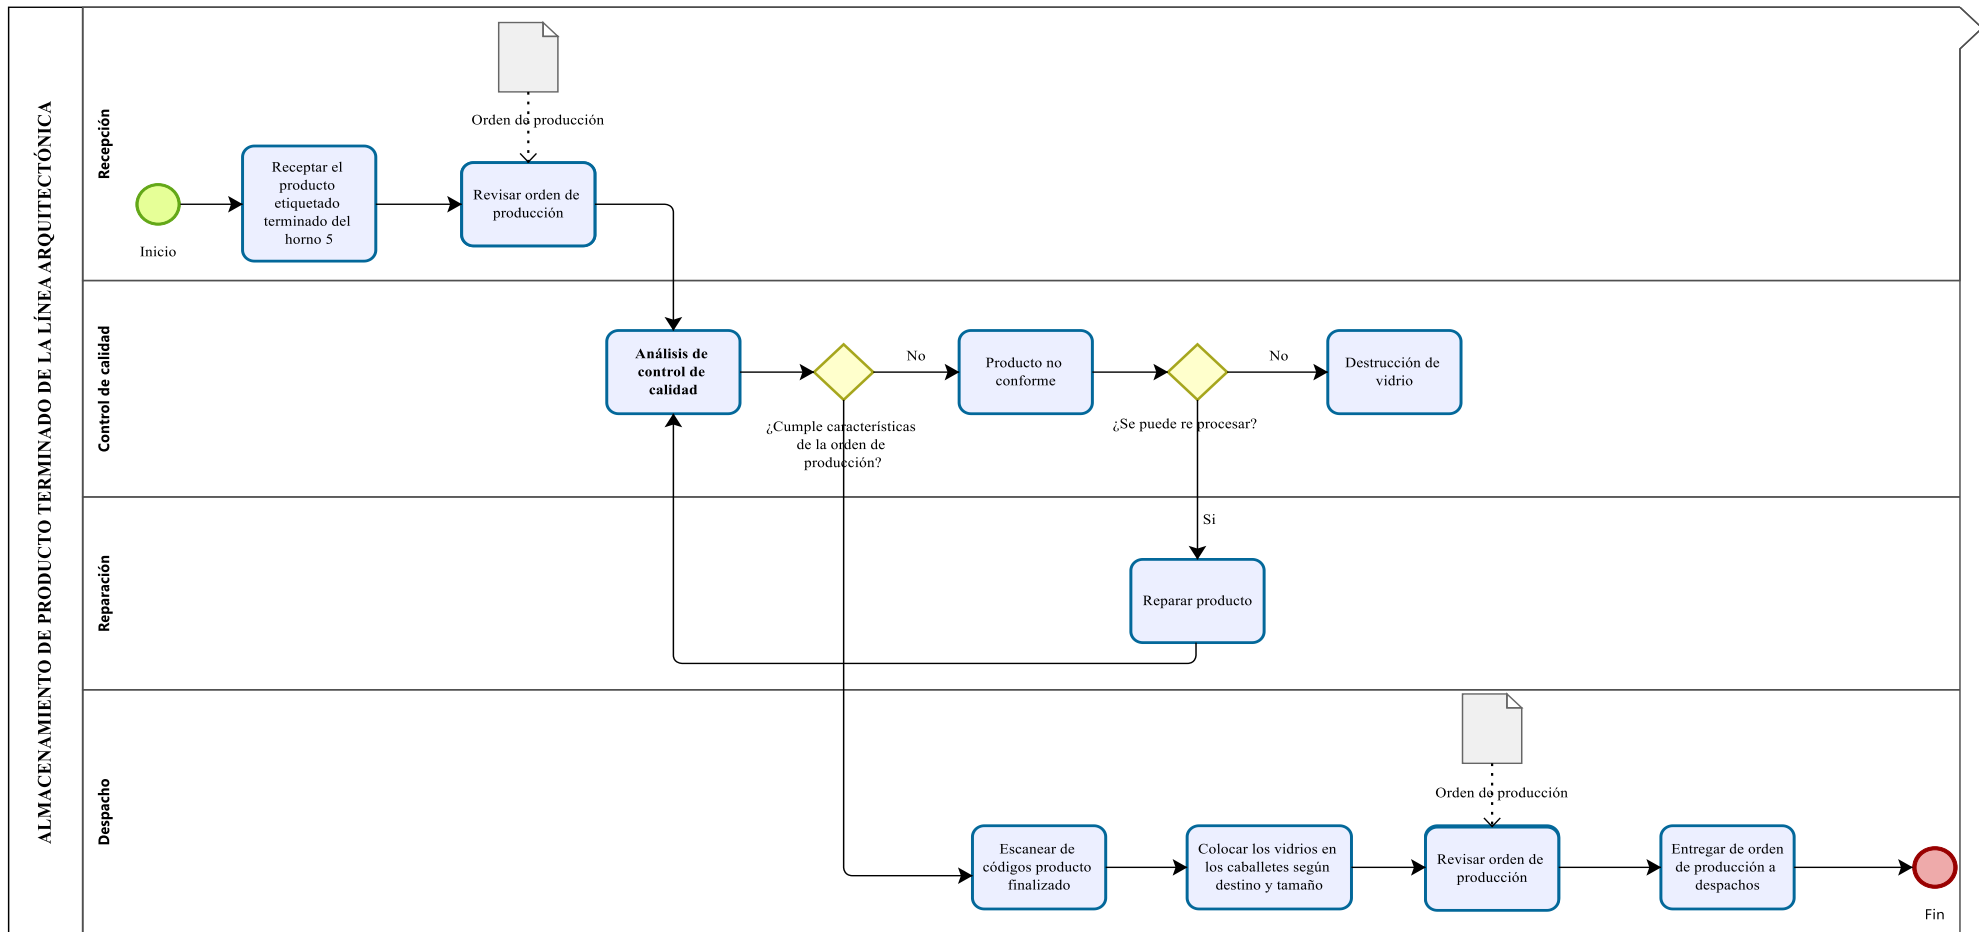 ALMACENAMIENTO DE PRODUCTO TERMINADO DE LA LÍNEA ARQUITECTÓNICA
Recepción
Orden de producción
Inicio
Receptar el
producto
etiquetado
terminado del
horno 5
Revisar orden de
producción
Control de calidad
Análisis de
control de
calidad
¿Cumple características
de la orden de
producción?
No
Producto no
conforme
¿Se puede re procesar?
No
Destrucción de
vidrio
Reparación
Si
Reparar producto
Despacho
Escanear de
códigos producto
finalizado
Colocar los vidrios en
los caballetes según
destino y tamaño
Orden de producción
Revisar orden de
producción
Entregar de orden
de producción a
despachos
Fin